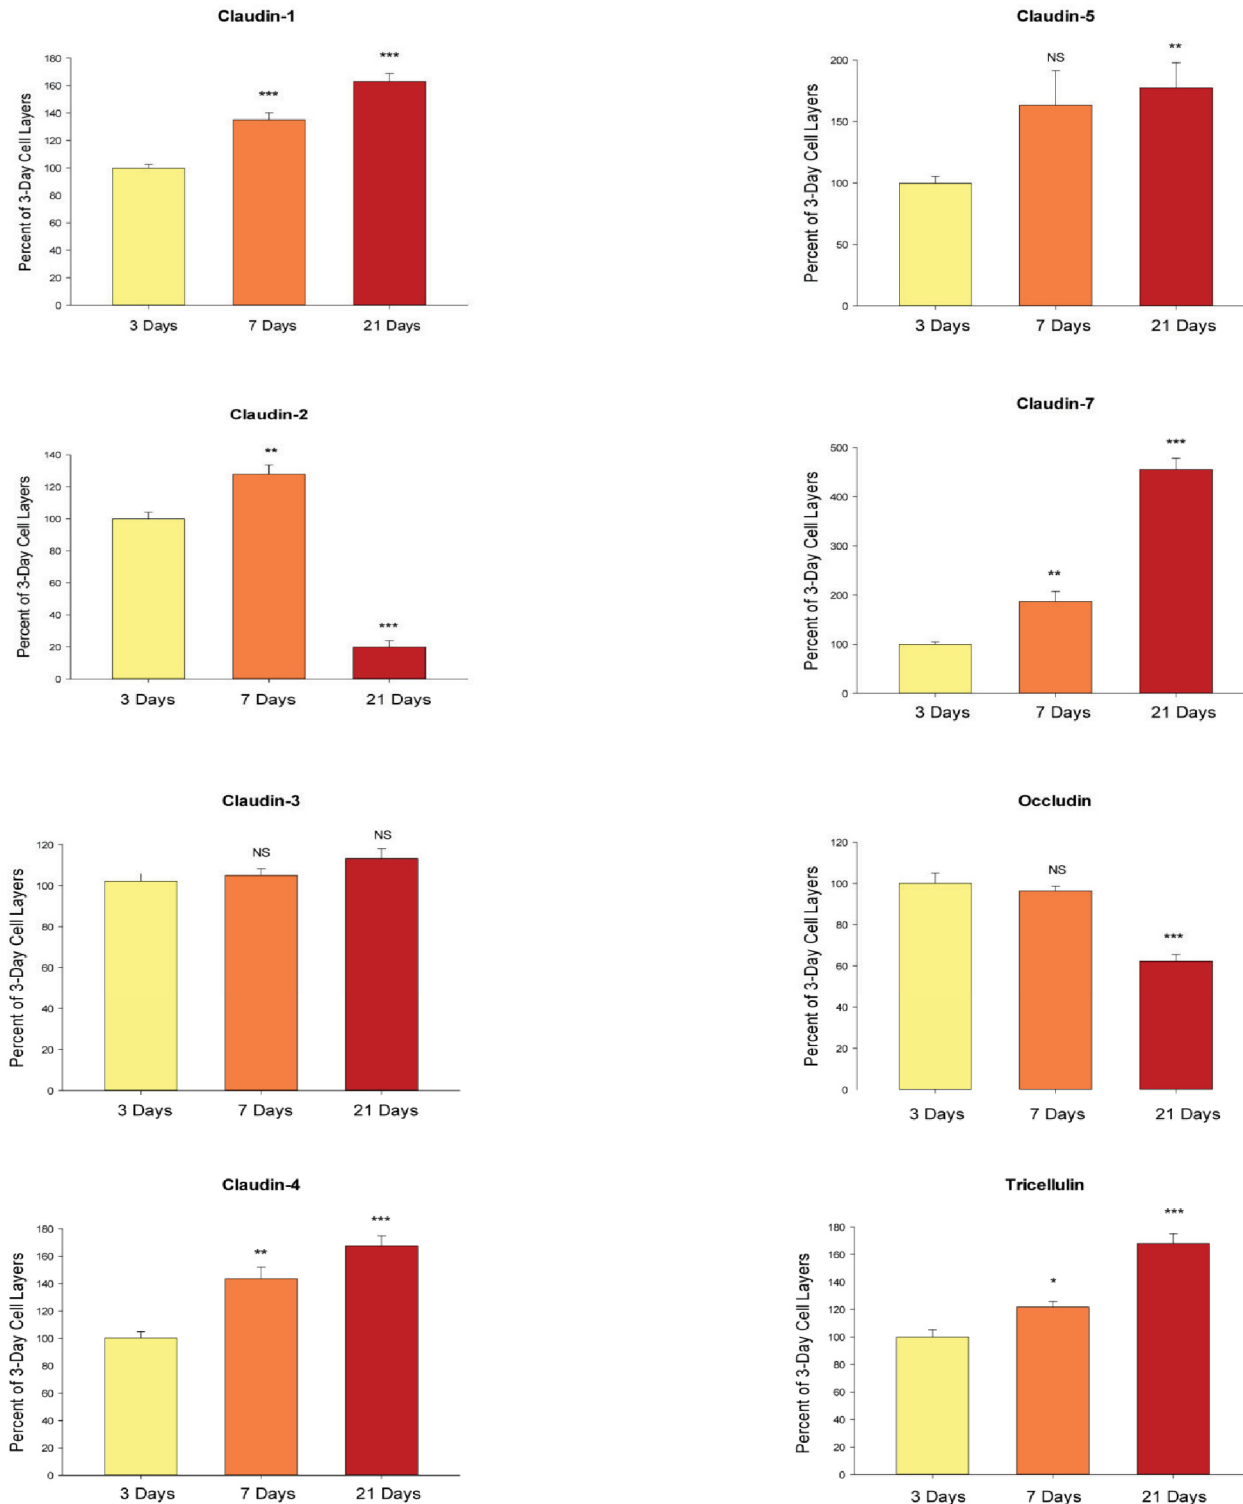 Claudin-1
Percent of 3-Day Cell Layers
180
160
140
120
100
80
60
40
20
0
***
***
3 Days
7 Days
21 Days
Claudin-5
Percent of 3-Day Cell Layers
200
150
100
50
0
NS
**
3 Days
7 Days
21 Days
Claudin-2
Percent of 3-Day Cell Layers
140
120
100
80
60
40
20
0
**
***
3 Days
7 Days
21 Days
Claudin-7
Percent of 3-Day Cell Layers
500
400
300
200
100
0
**
***
3 Days
7 Days
21 Days
Claudin-3
Percent of 3-Day Cell Layers
120
100
80
60
40
20
0
NS
NS
3 Days
7 Days
21 Days
Occludin
Percent of 3-Day Cell Layers
120
100
80
60
40
20
0
NS
***
3 Days
7 Days
21 Days
Claudin-4
Percent of 3-Day Cell Layers
180
160
140
120
100
80
60
40
20
0
**
***
3 Days
7 Days
21 Days
Tricellulin
Percent of 3-Day Cell Layers
180
160
140
120
100
80
60
40
20
0
*
***
3 Days
7 Days
21 Days